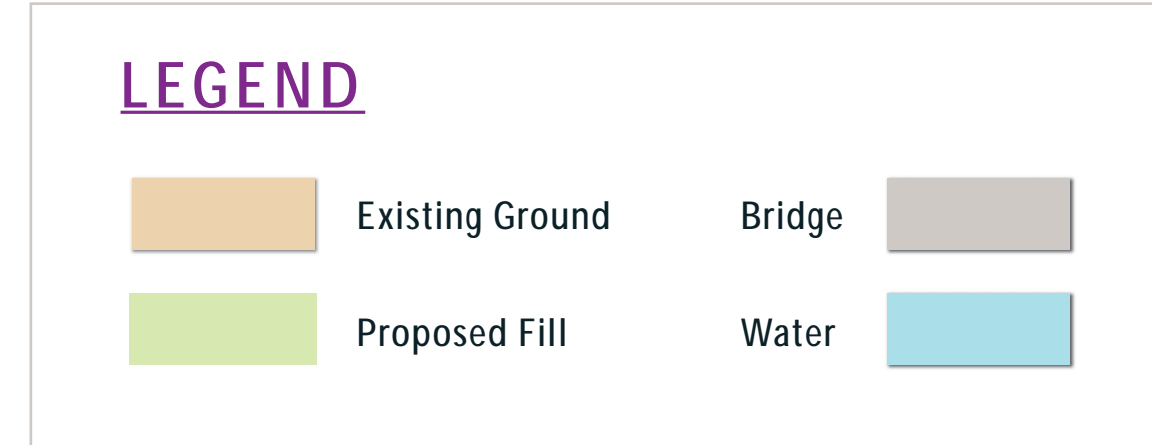 LEGEND
Existing Ground
Bridge
Proposed Fill
Water